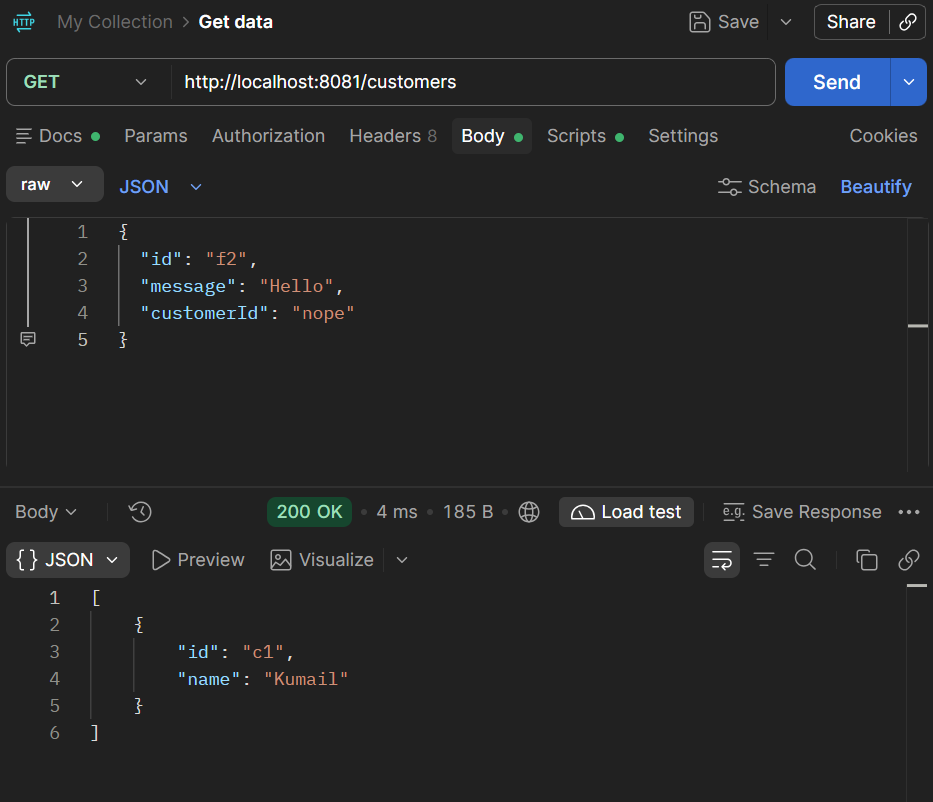 HTTP My Collection > Get data Save Share
GET http://localhost:8081/customers Send
Docs Params Authorization Headers 8 Body Scripts Settings Cookies
raw JSON Schema Beautify
1 {
2 "id": "f2",
3 "message": "Hello",
4 "customerId": "nope"
5 }
Body 200 OK • 4 ms • 185 B • Load test e.g. Save Response
{} JSON Preview Visualize
1 [
2 {
3 "id": "c1",
4 "name": "Kumail"
5 }
6 ]